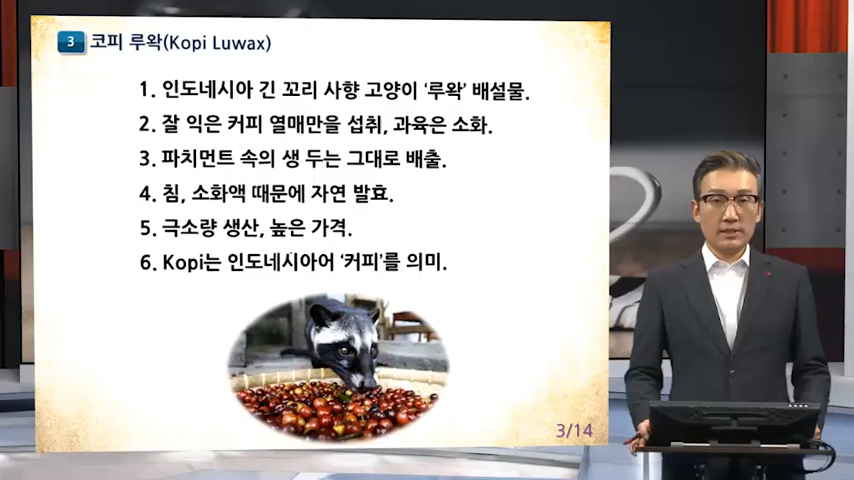 3 코피 루왁(Kopi Luwax)
1. 인도네시아 긴 꼬리 사향 고양이 ‘루왁’ 배설물.
2. 잘 익은 커피 열매만을 섭취, 과육은 소화.
3. 파치먼트 속의 생 두는 그대로 배출.
4. 침, 소화액 때문에 자연 발효.
5. 극소량 생산, 높은 가격.
6. Kopi는 인도네시아어 ‘커피’를 의미.
3/14